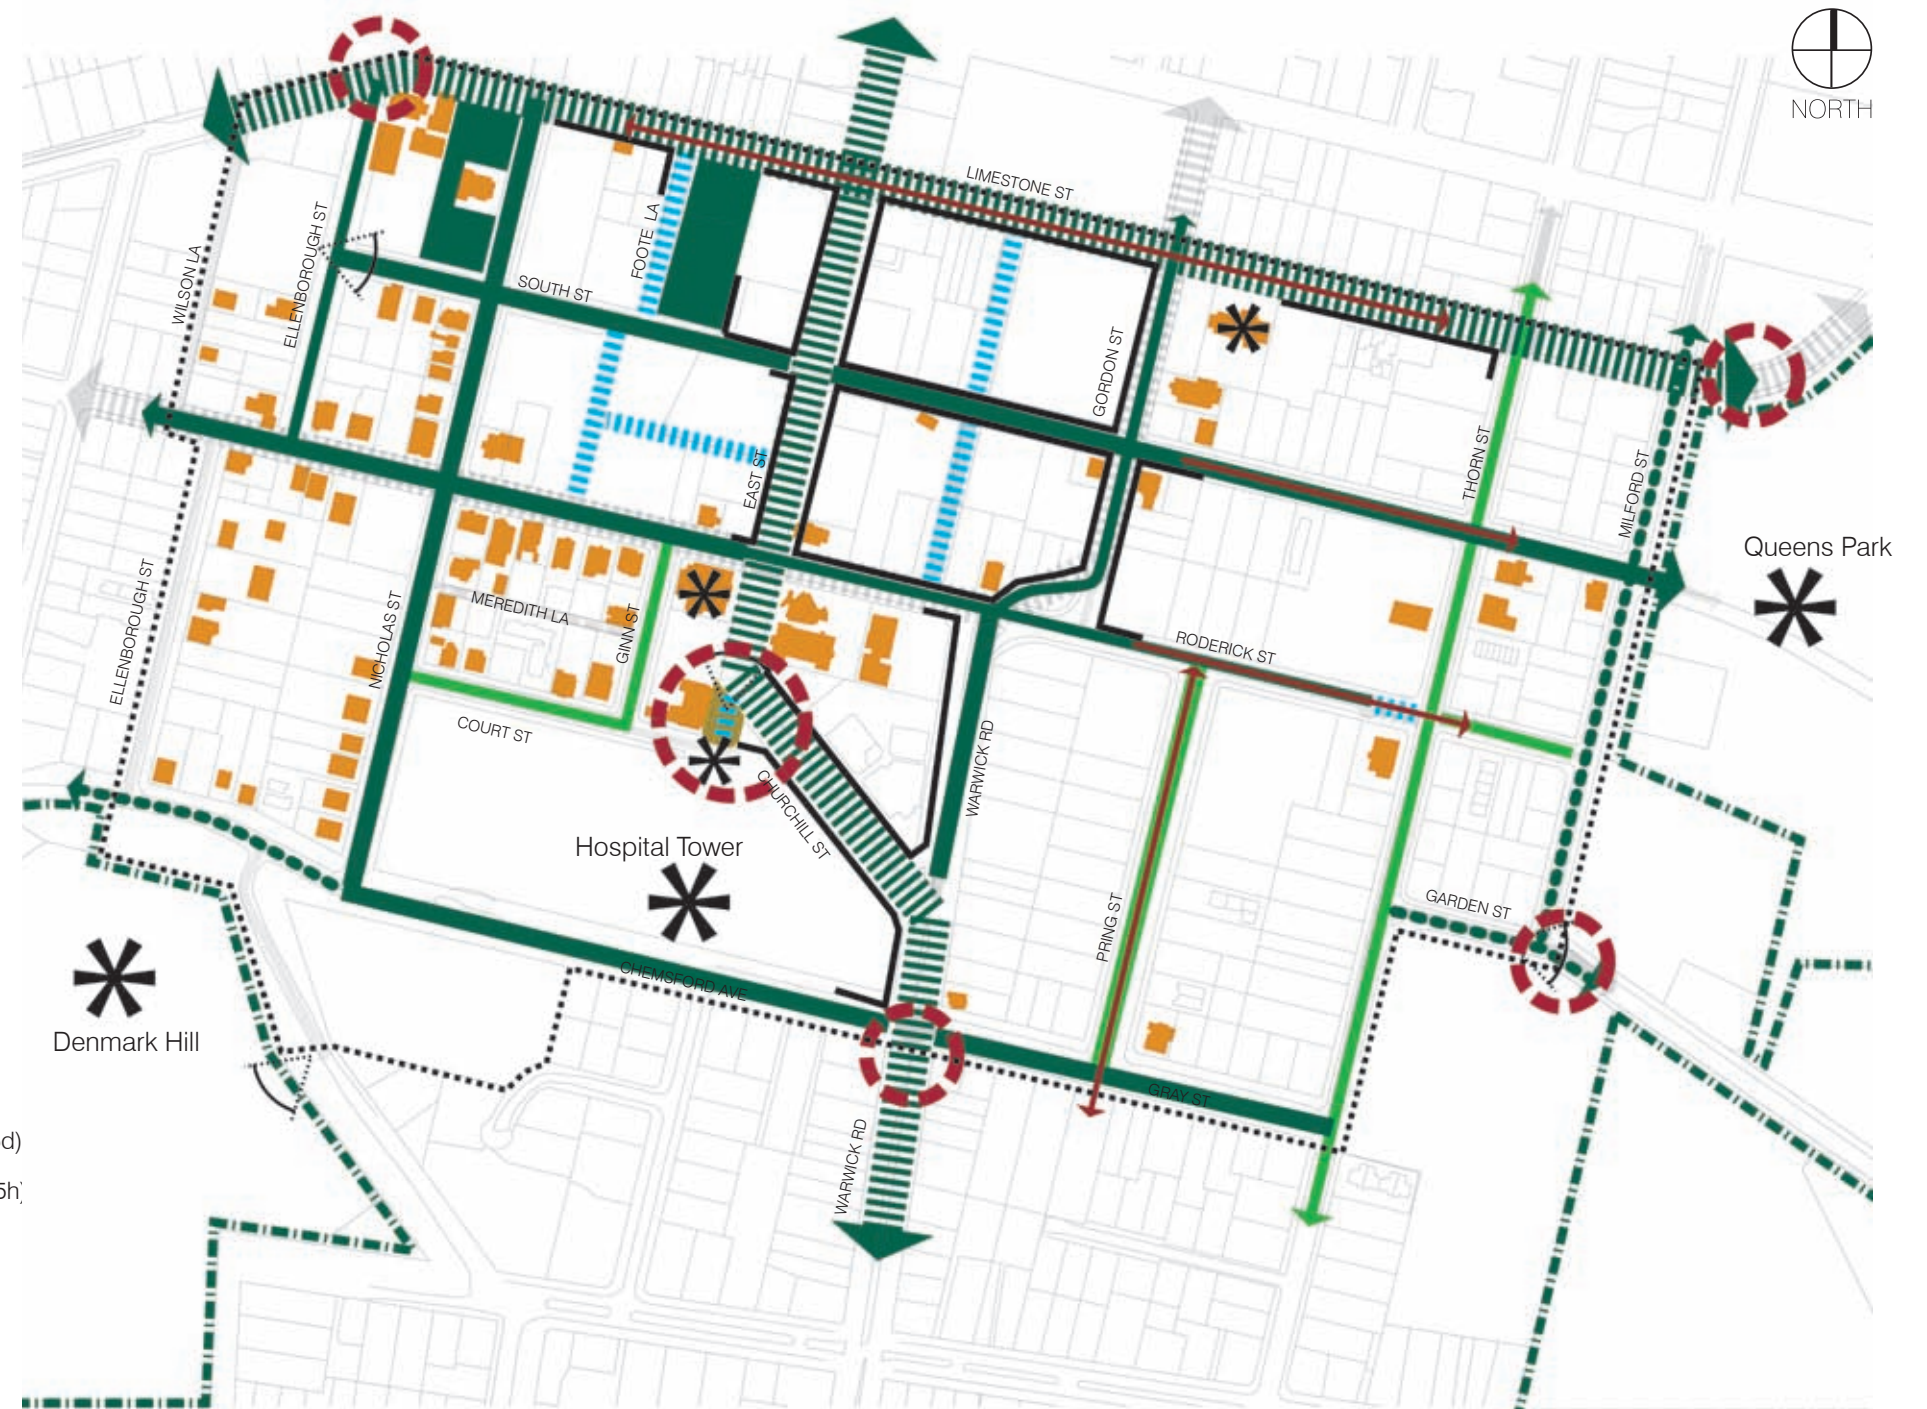 NORTH
LIMESTONE ST
WILSON LA
ELLENBOROUGH ST
FOOTE LA
SOUTH ST
GORDON ST
EAST ST
THORN ST
MILFORD ST
Queens Park
ELLENBOROUGH ST
NICHOLAS ST
MEREDITH LA
GINN ST
RODERICK ST
COURT ST
CHURCHILL ST
WARWICK RD
Hospital Tower
PRING ST
GARDEN ST
CHEMSFORD AVE
Denmark Hill
GRAY ST
WARWICK RD
d)
5h)